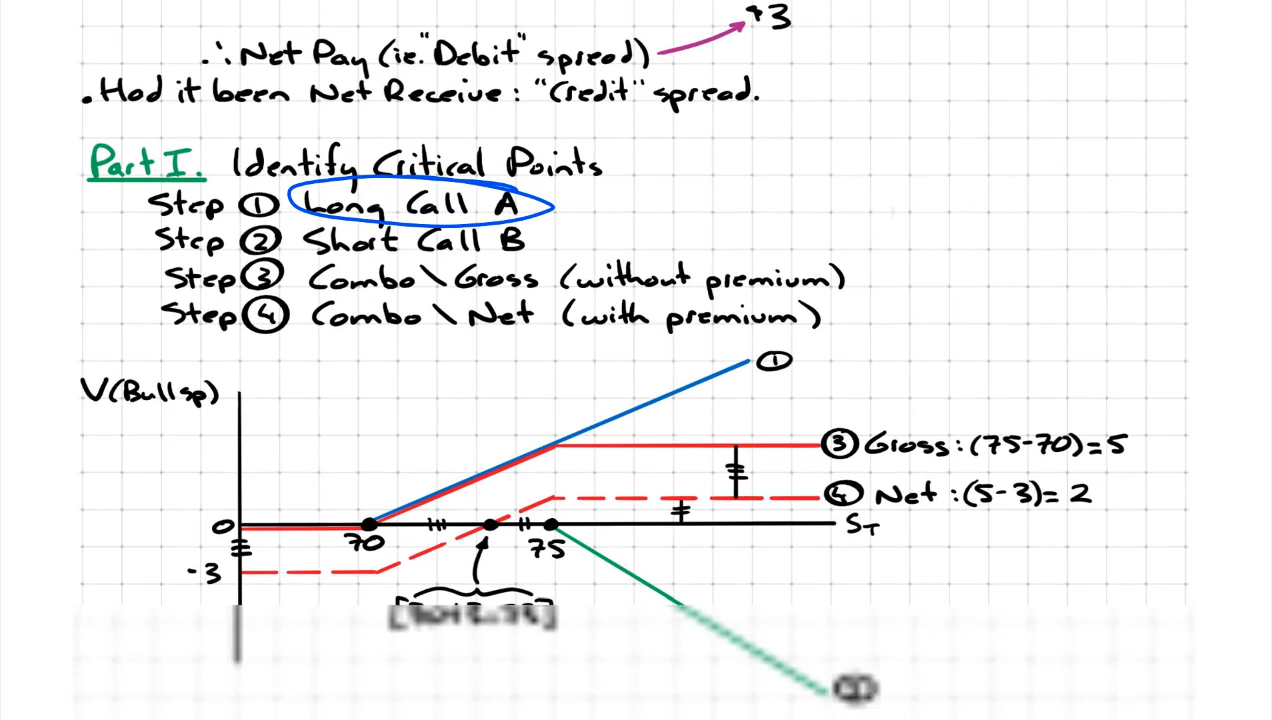 +3
∴ Net Pay (ie. "Debit" spread)
. Had it been Net Receive: "Credit" spread.
Part I. Identify Critical Points
Step ① Long Call A
Step ② Short Call B
Step ③ Combo\Gross (without premium)
Step ④ Combo\Net (with premium)
V(Bullsp)
①
③ Gross: (75-70)=5
④ Net: (5-3)=2
0
70
75
S_T
-3